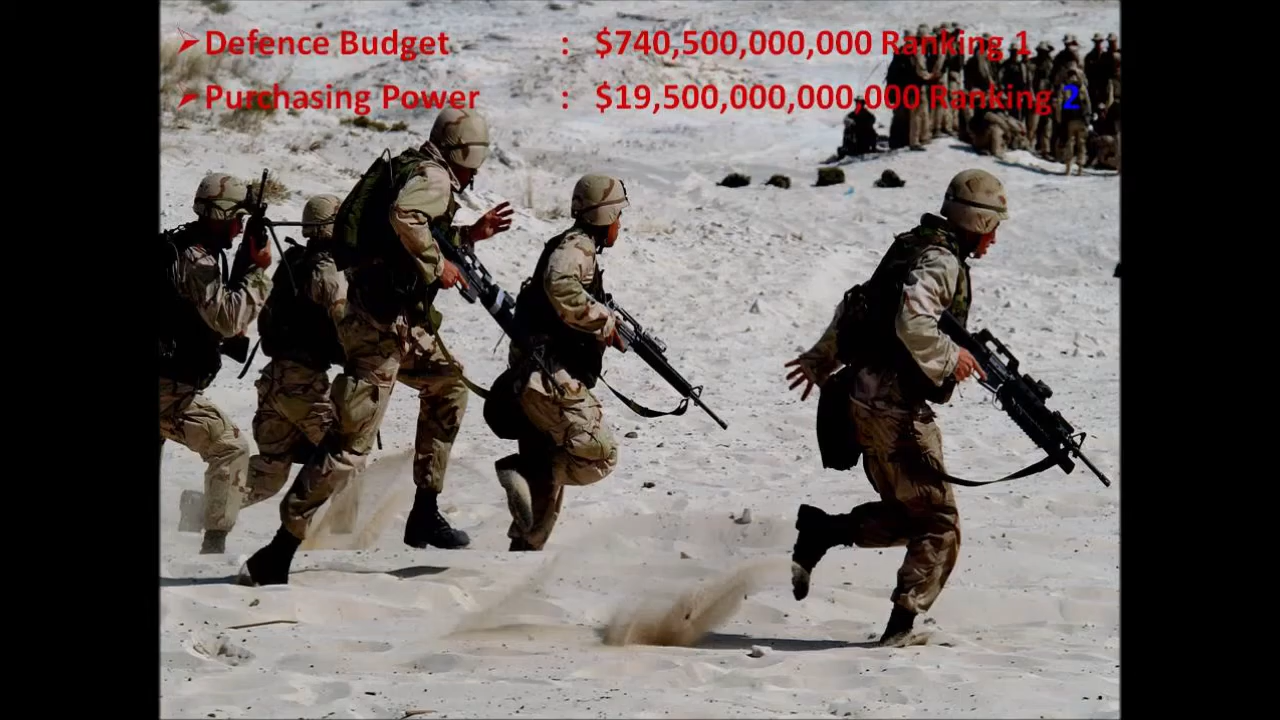 ➢ Defence Budget : $740,500,000,000 Ranking 1
➢ Purchasing Power : $19,500,000,000,000 Ranking 2